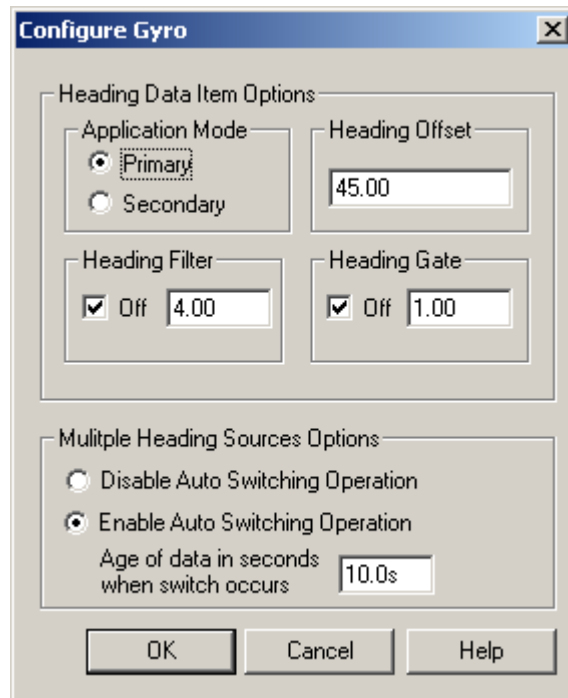 Configure Gyro
Heading Data Item Options
Application Mode
Primary
Secondary
Heading Offset
45.00
Heading Filter
Off 4.00
Heading Gate
Off 1.00
Mulitple Heading Sources Options
Disable Auto Switching Operation
Enable Auto Switching Operation
Age of data in seconds
when switch occurs
10.0s
OK Cancel Help